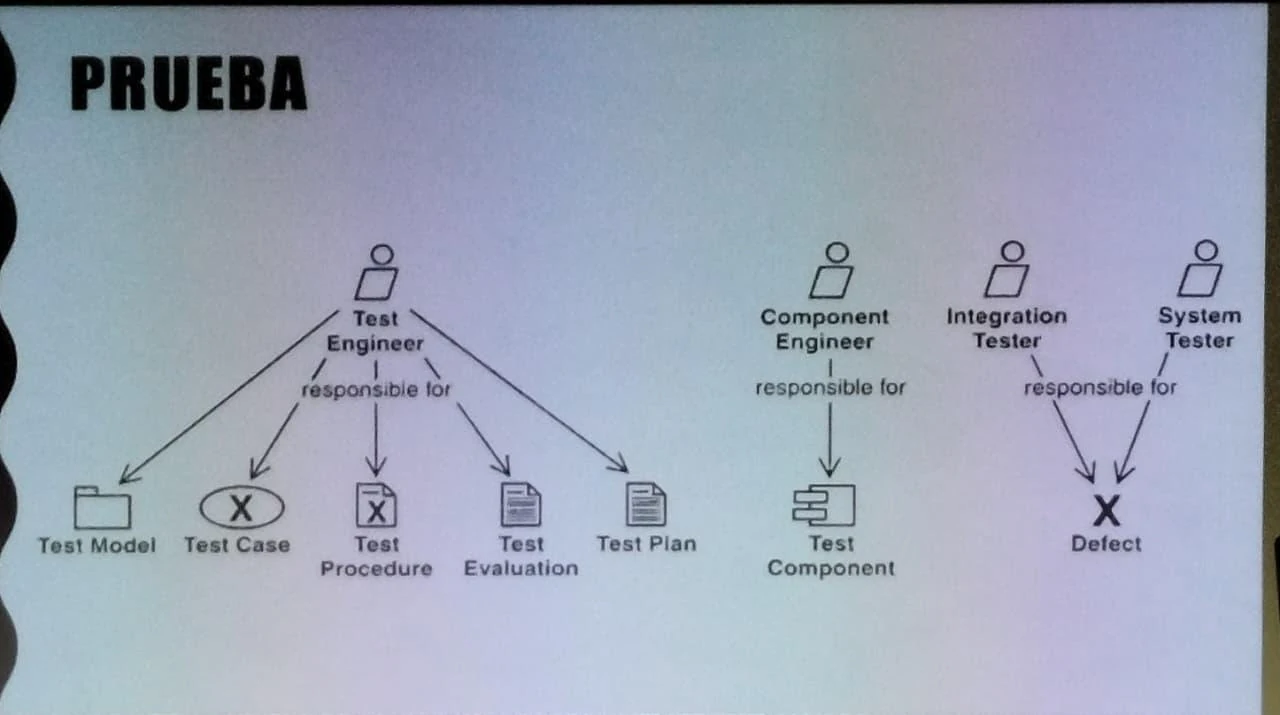 PRUEBA
Test
Engineer
responsible for
Component
Engineer
responsible for
Integration
Tester
System
Tester
responsible for
X
X
X
Test Model
Test Case
Test
Procedure
Test
Evaluation
Test Plan
Test
Component
Defect